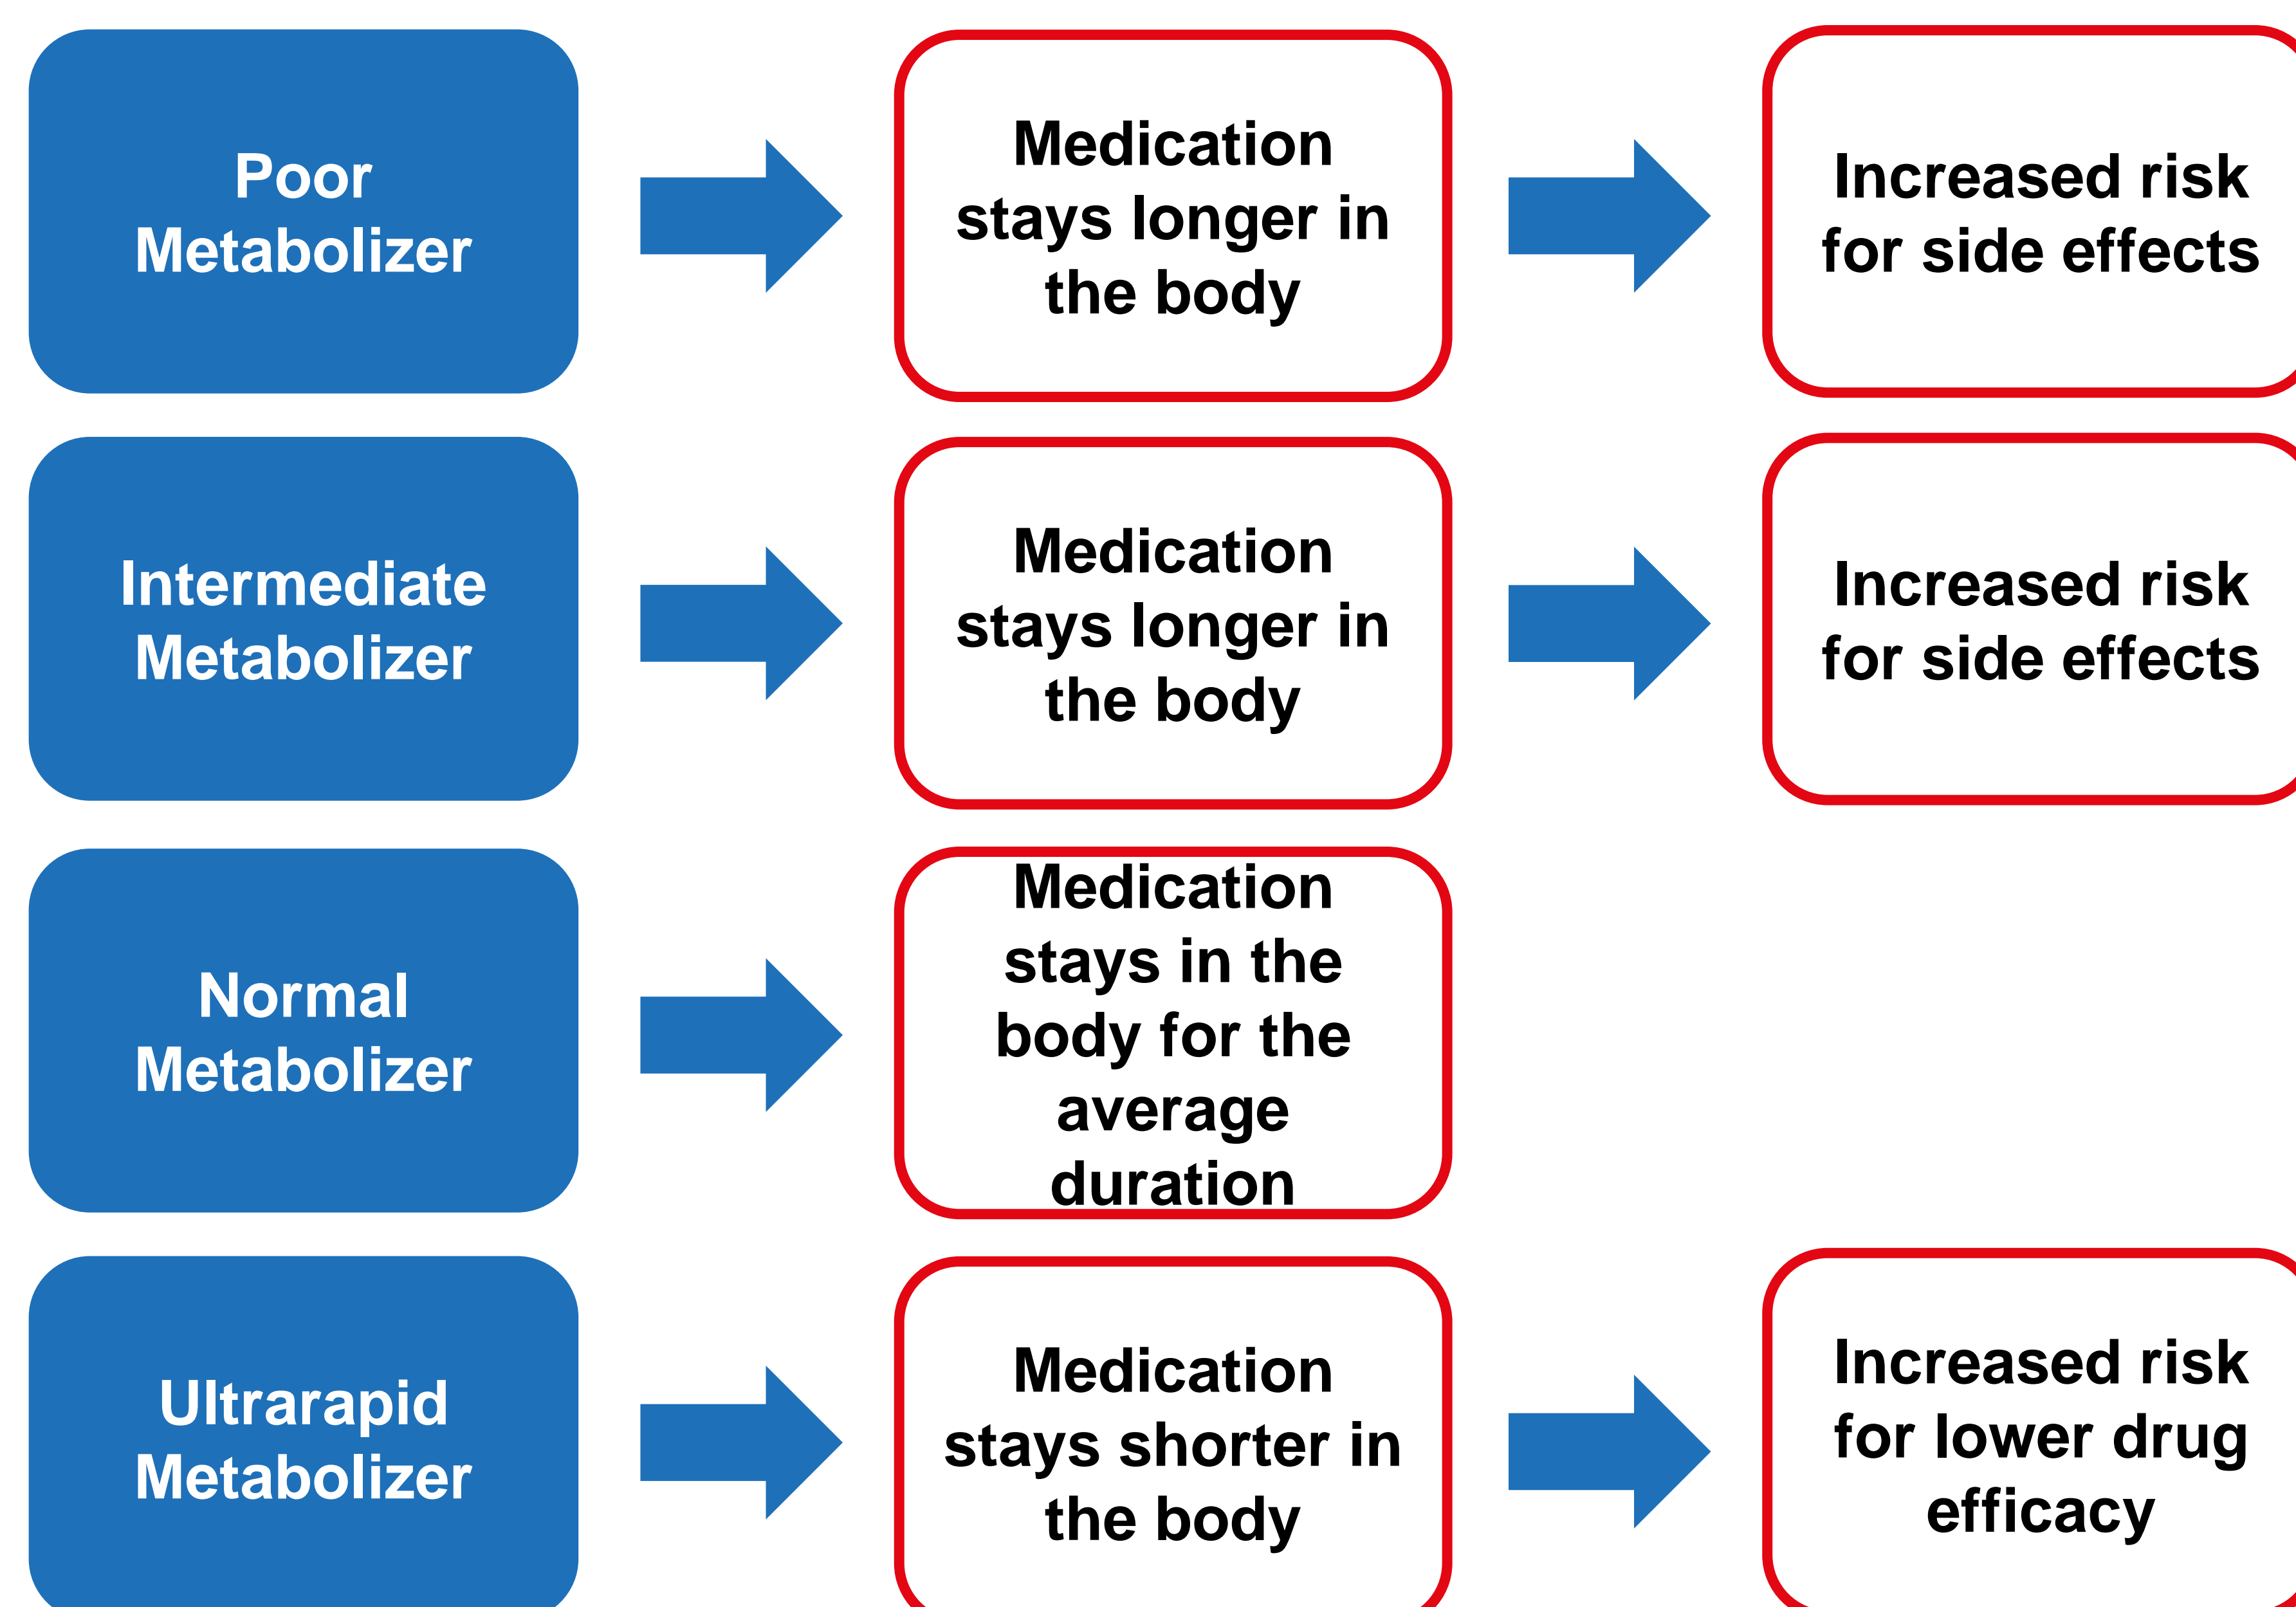 Poor
Metabolizer
Medication
stays longer in
the body
Increased risk
for side effects
Intermediate
Metabolizer
Medication
stays longer in
the body
Increased risk
for side effects
Normal
Metabolizer
Medication
stays in the
body for the
average
duration
Ultrarapid
Metabolizer
Medication
stays shorter in
the body
Increased risk
for lower drug
efficacy